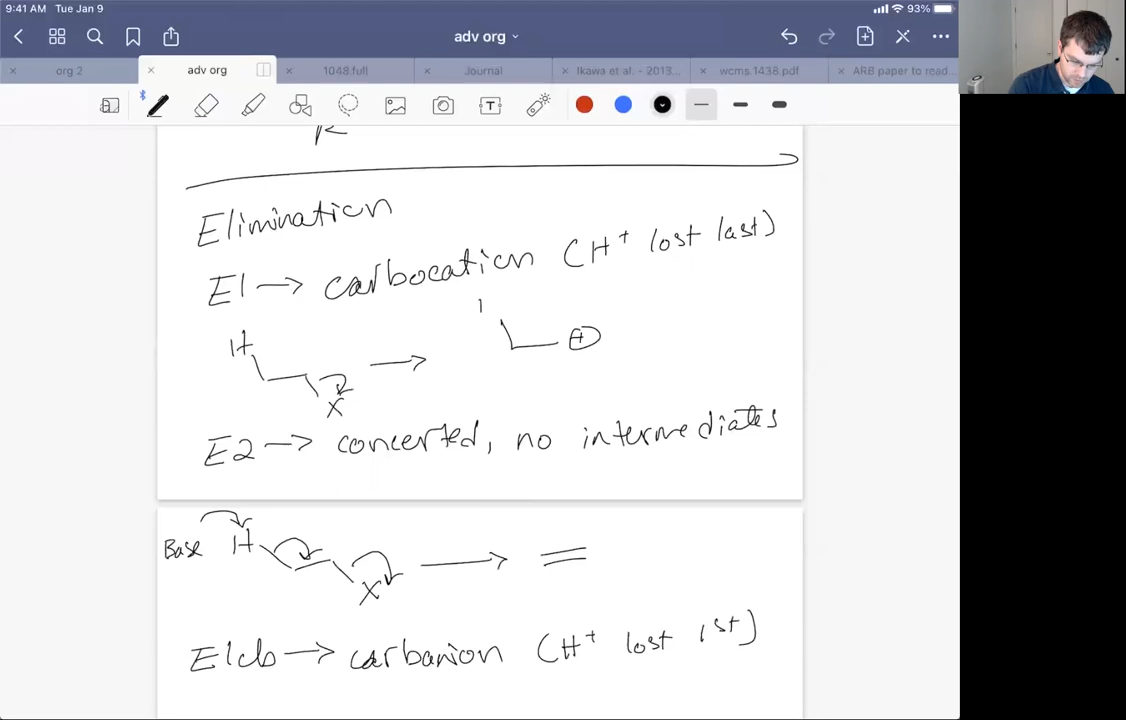 9:41 AM Tue Jan 9
93%
adv org
org 2
adv org
1048.full
Journal
Ikawa et al. - 2013...
wcms.1438.pdf
ARB paper to read...
T
Elimination
E1 → carbocation (H+ lost last)
H
X
→
+
E2 → concerted, no intermediates
Base H
X
→
E1cb → carbanion (H+ lost 1st)